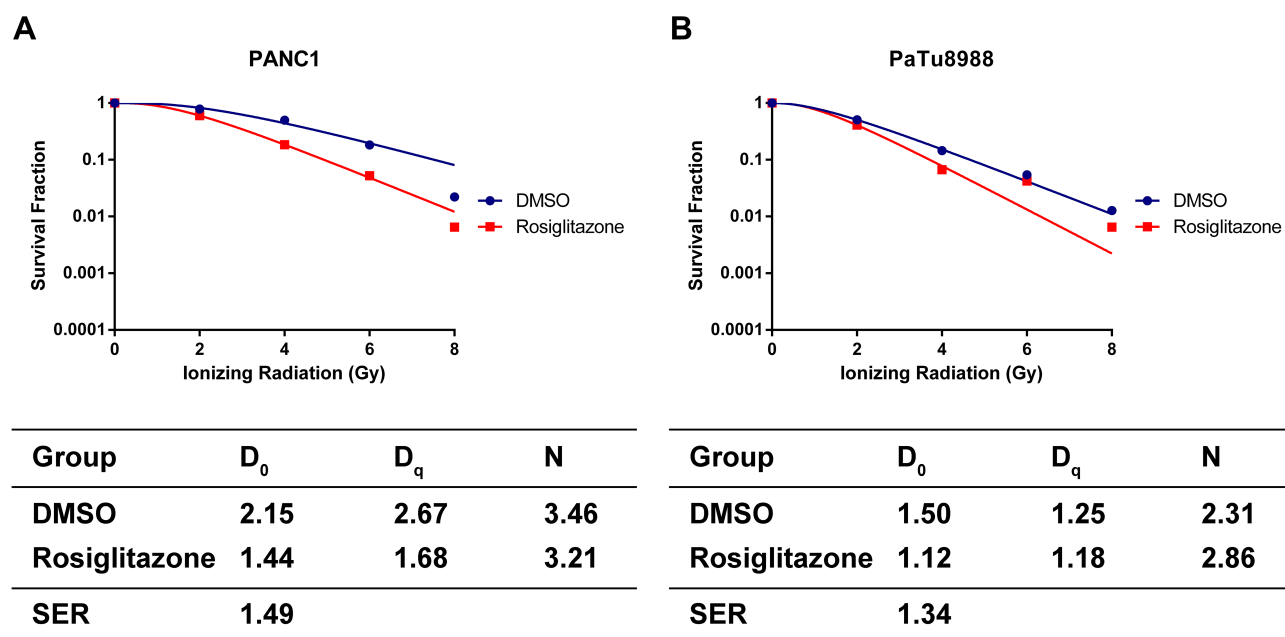 A
PANC1
1
0.1
0.01
0.001
0.0001
Survival Fraction
0 2 4 6 8
Ionizing Radiation (Gy)
DMSO
Rosiglitazone
Group D0 Dq N
DMSO 2.15 2.67 3.46
Rosiglitazone 1.44 1.68 3.21
SER 1.49
B
PaTu8988
1
0.1
0.01
0.001
0.0001
Survival Fraction
0 2 4 6 8
Ionizing Radiation (Gy)
DMSO
Rosiglitazone
Group D0 Dq N
DMSO 1.50 1.25 2.31
Rosiglitazone 1.12 1.18 2.86
SER 1.34